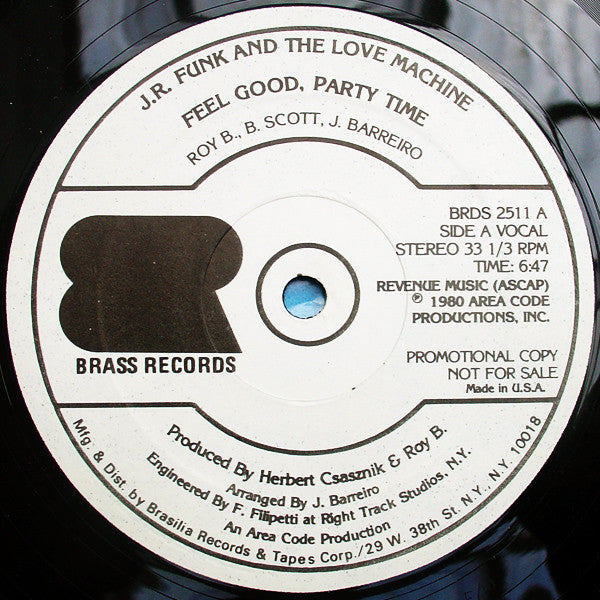 J.R. FUNK AND THE LOVE MACHINE
FEEL GOOD, PARTY TIME
ROY B., B. SCOTT, J. BARREIRO
BRDS 2511 A
SIDE A VOCAL
STEREO 33 1/3 RPM
TIME: 6:47
REVENUE MUSIC (ASCAP)
℗ 1980 AREA CODE
PRODUCTIONS, INC.
BRASS RECORDS
PROMOTIONAL COPY
NOT FOR SALE
Made in U.S.A.
Produced By Herbert Csasznik & Roy B.
Arranged By J. Barreiro
Engineered By F. Filipetti at Right Track Studios, N.Y.
An Area Code Production
Mfg. & Dist. by Brasilia Records & Tapes Corp./29 W. 38th St. N.Y., N.Y. 10018